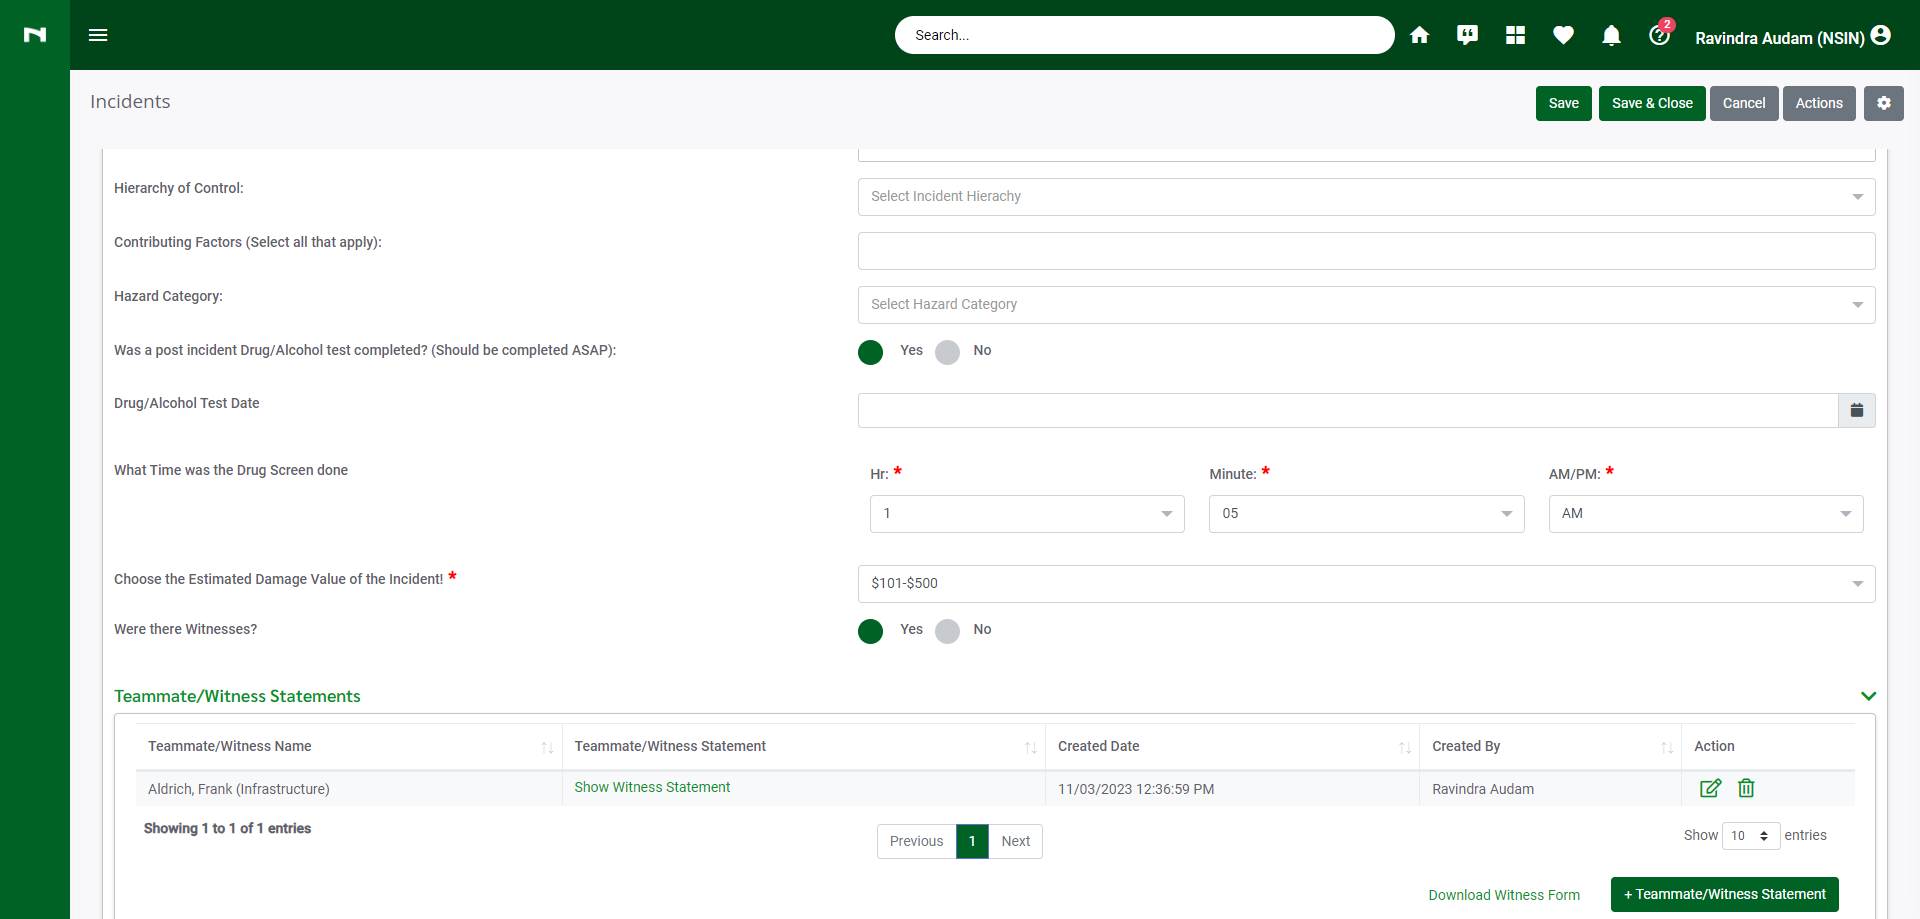 Search...
2
Ravindra Audam (NSIN)
Incidents
Save
Save & Close
Cancel
Actions
Hierarchy of Control:
Select Incident Hierachy
Contributing Factors (Select all that apply):
Hazard Category:
Select Hazard Category
Was a post incident Drug/Alcohol test completed? (Should be completed ASAP):
Yes
No
Drug/Alcohol Test Date
What Time was the Drug Screen done
Hr: *
Minute: *
AM/PM: *
1
05
AM
Choose the Estimated Damage Value of the Incident! *
$101-$500
Were there Witnesses?
Yes
No
Teammate/Witness Statements
Teammate/Witness Name
Teammate/Witness Statement
Created Date
Created By
Action
Aldrich, Frank (Infrastructure)
Show Witness Statement
11/03/2023 12:36:59 PM
Ravindra Audam
Showing 1 to 1 of 1 entries
Previous
1
Next
Show 10 entries
Download Witness Form
+ Teammate/Witness Statement